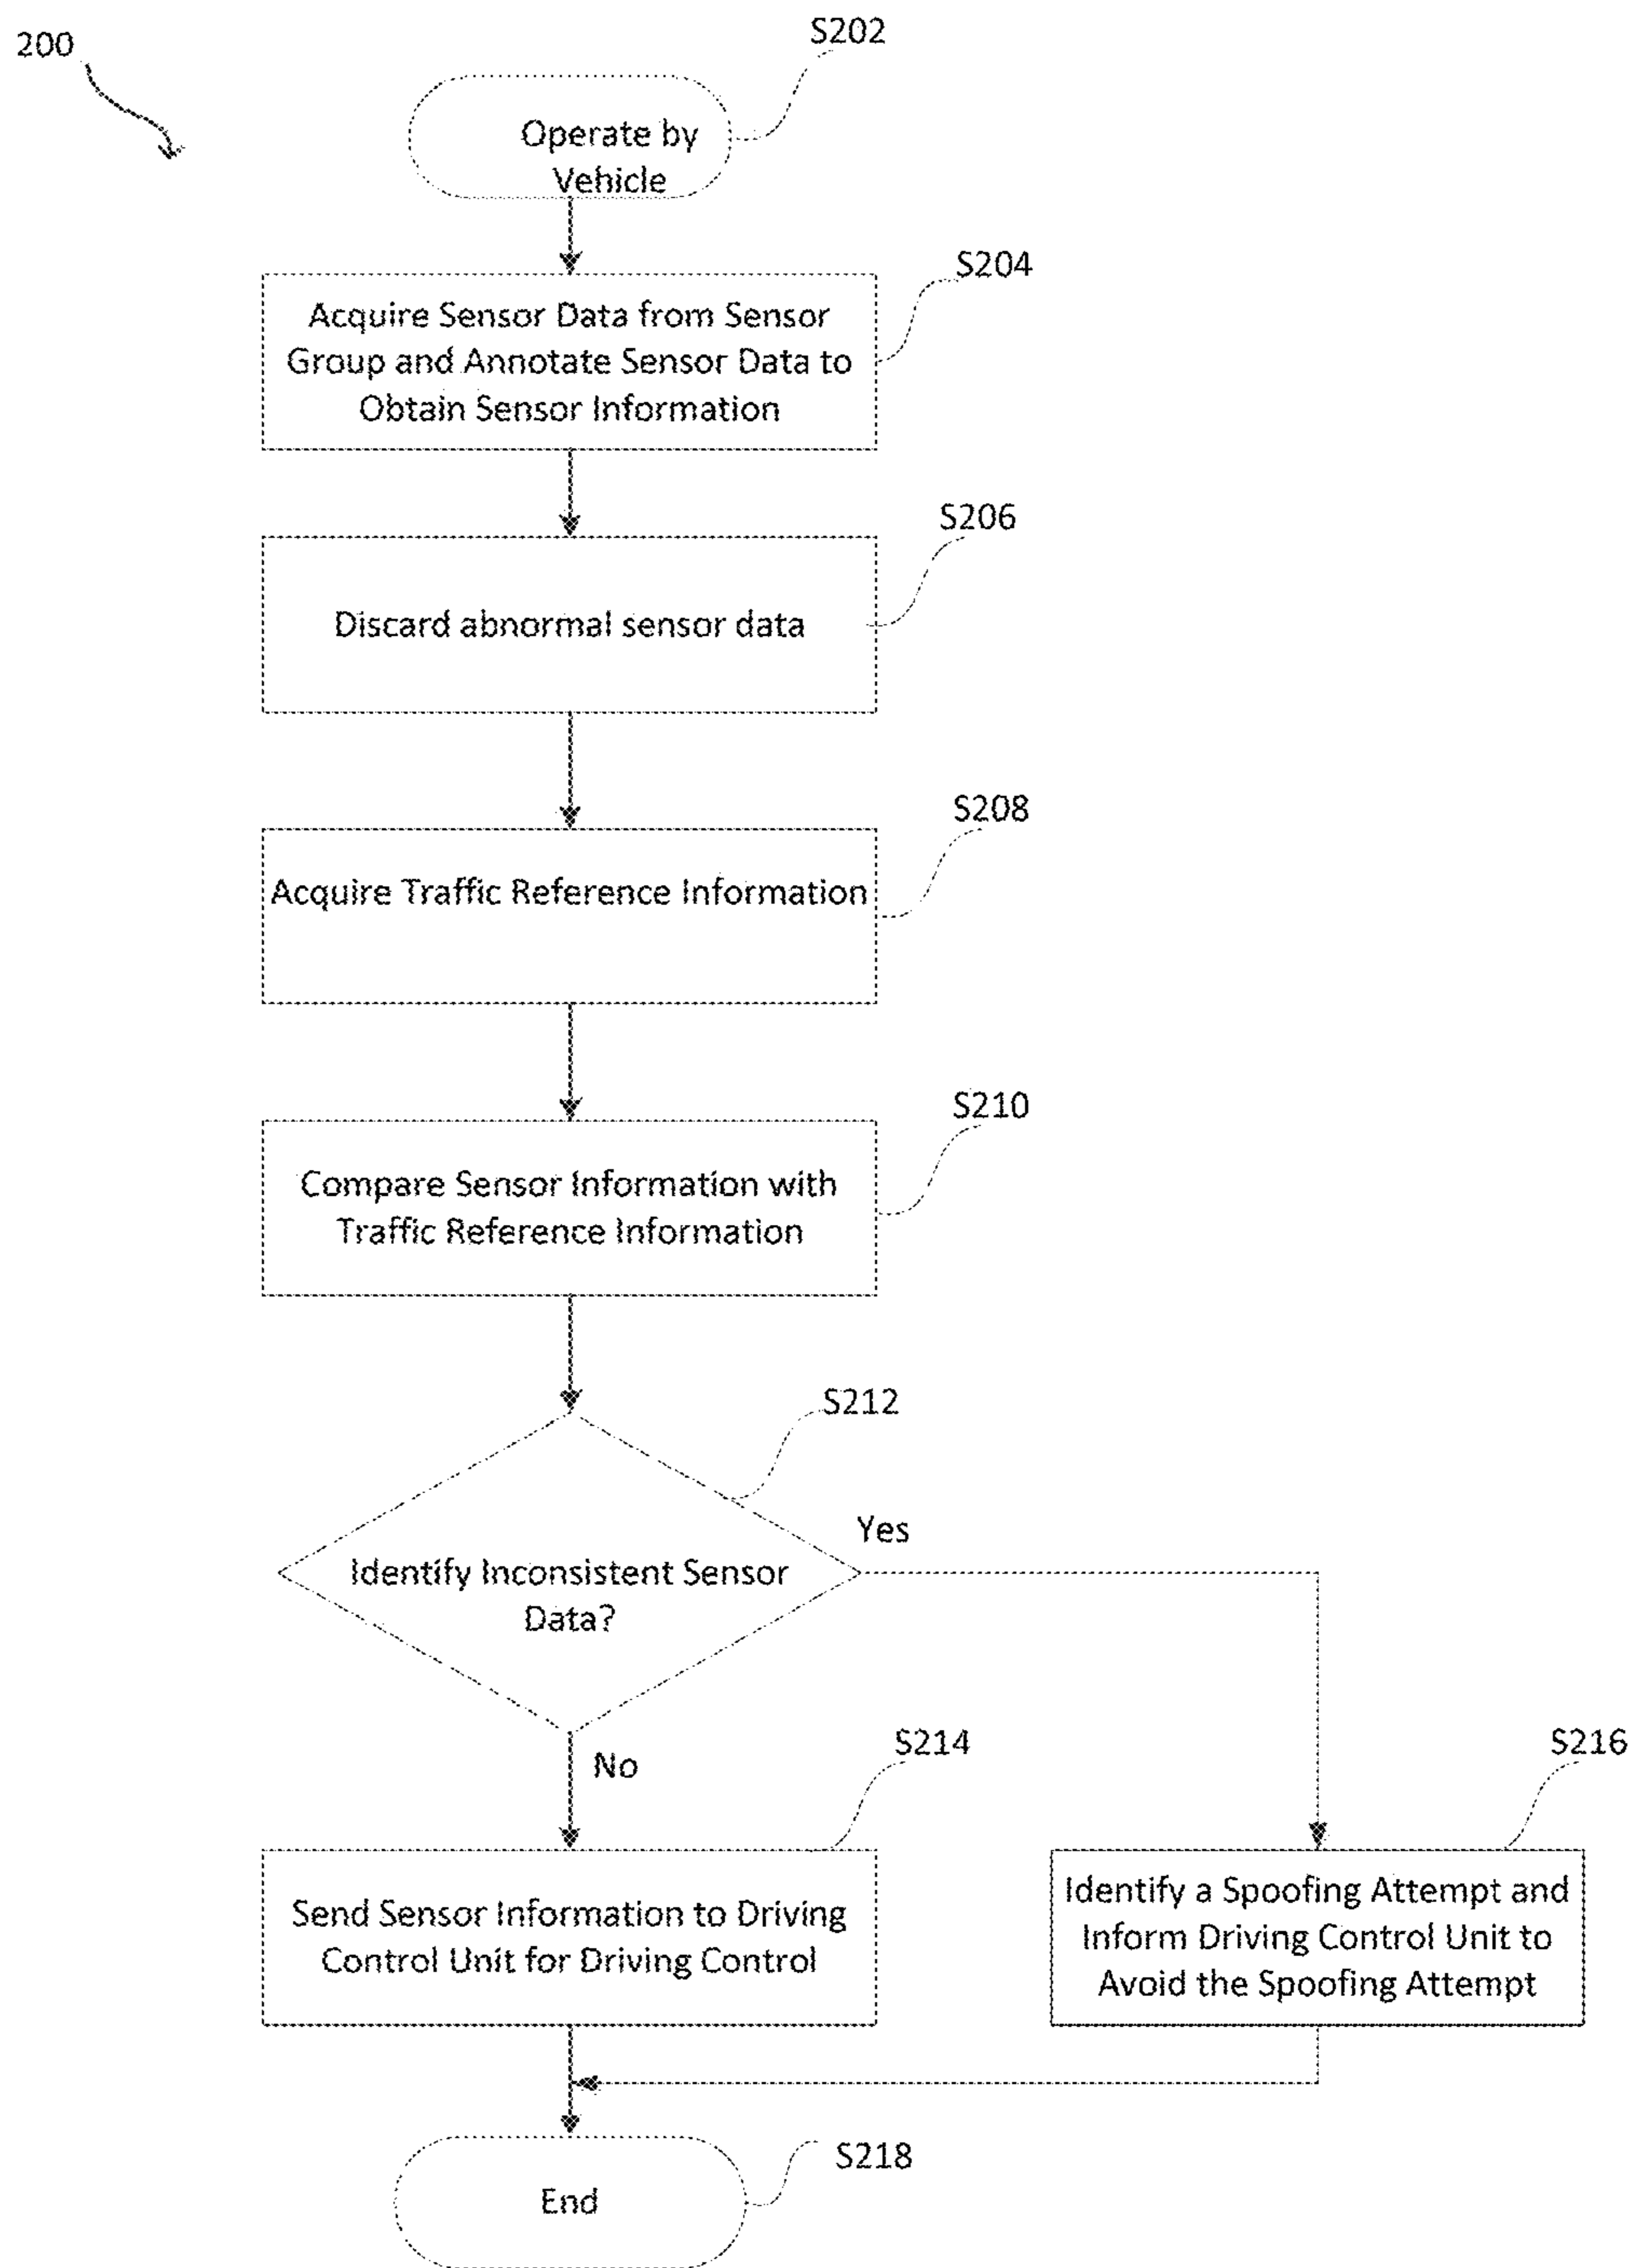 200
S202
Operate by
Vehicle
S204
Acquire Sensor Data from Sensor
Group and Annotate Sensor Data to
Obtain Sensor Information
S206
Discard abnormal sensor data
S208
Acquire Traffic Reference Information
S210
Compare Sensor Information with
Traffic Reference Information
S212
Identify Inconsistent Sensor
Data?
Yes
No
S214
Send Sensor Information to Driving
Control Unit for Driving Control
S216
Identify a Spoofing Attempt and
Inform Driving Control Unit to
Avoid the Spoofing Attempt
S218
End